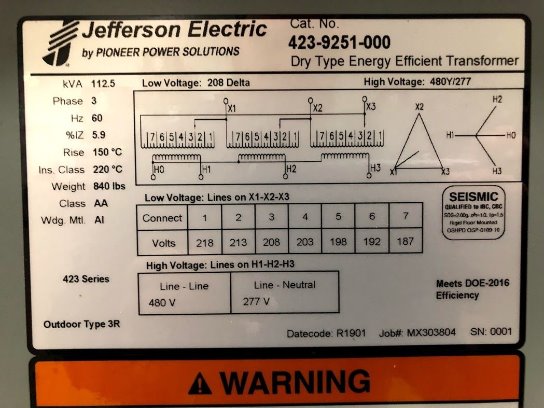 Jefferson Electric
by PIONEER POWER SOLUTIONS
Cat. No.
423-9251-000
Dry Type Energy Efficient Transformer
kVA 112.5
Phase 3
Hz 60
%IZ 5.9
Rise 150 °C
Ins. Class 220 °C
Weight 840 lbs
Class AA
Wdg. Mtl. Al
Low Voltage: 208 Delta High Voltage: 480Y/277
X1 X2 X3
7 6 5 4 3 2 1 7 6 5 4 3 2 1 7 6 5 4 3 2 1
H0 H1 H2 H3
X2
X1 X3
H2
H1 H0
H3
Low Voltage: Lines on X1-X2-X3
Connect 1 2 3 4 5 6 7
Volts 218 213 208 203 198 192 187
SEISMIC
QUALIFIED to IBC, CBC
Rigid Floor Mounted
High Voltage: Lines on H1-H2-H3
Line - Line Line - Neutral
480 V 277 V
423 Series
Outdoor Type 3R
Meets DOE-2016
Efficiency
Datecode: R1901 Job#: MX303804 SN: 0001
WARNING